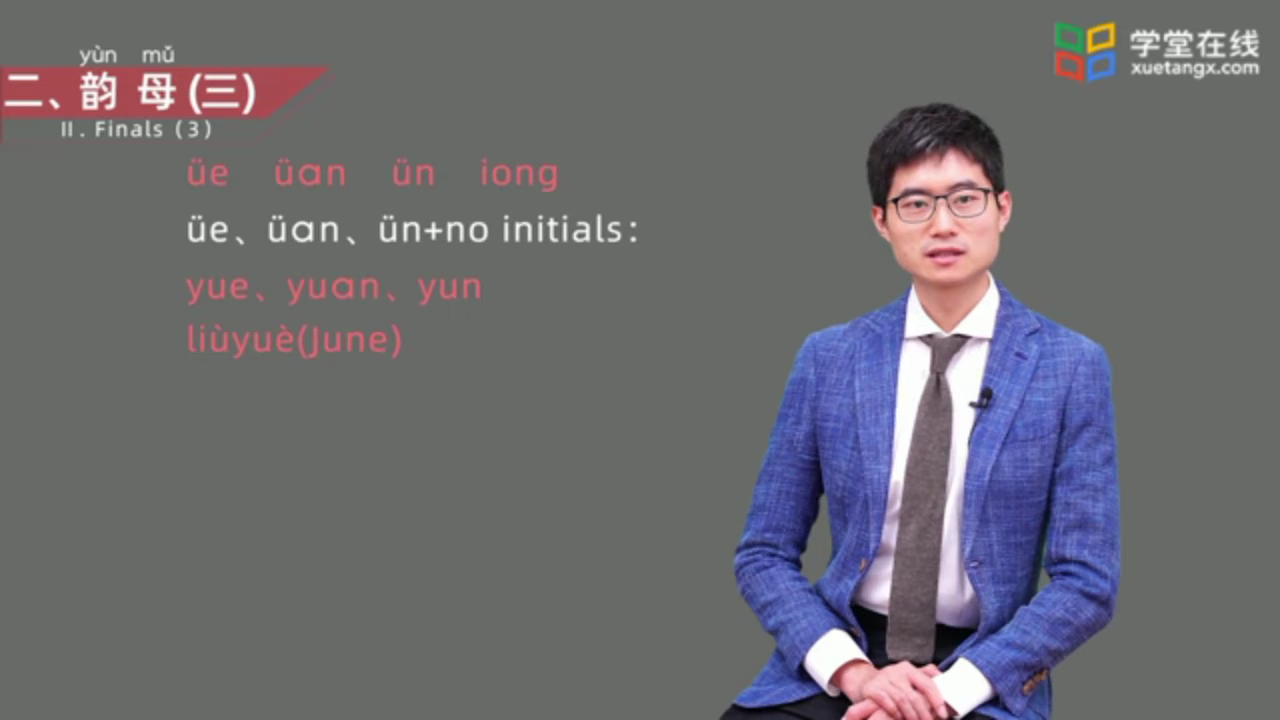 yùn mǔ
二、韵 母 (三)
II. Finals (3)
学堂在线
xuetangx.com
üe üan ün iong
üe、üan、ün+no initials:
yue、yuan、yun
liùyuè(June)